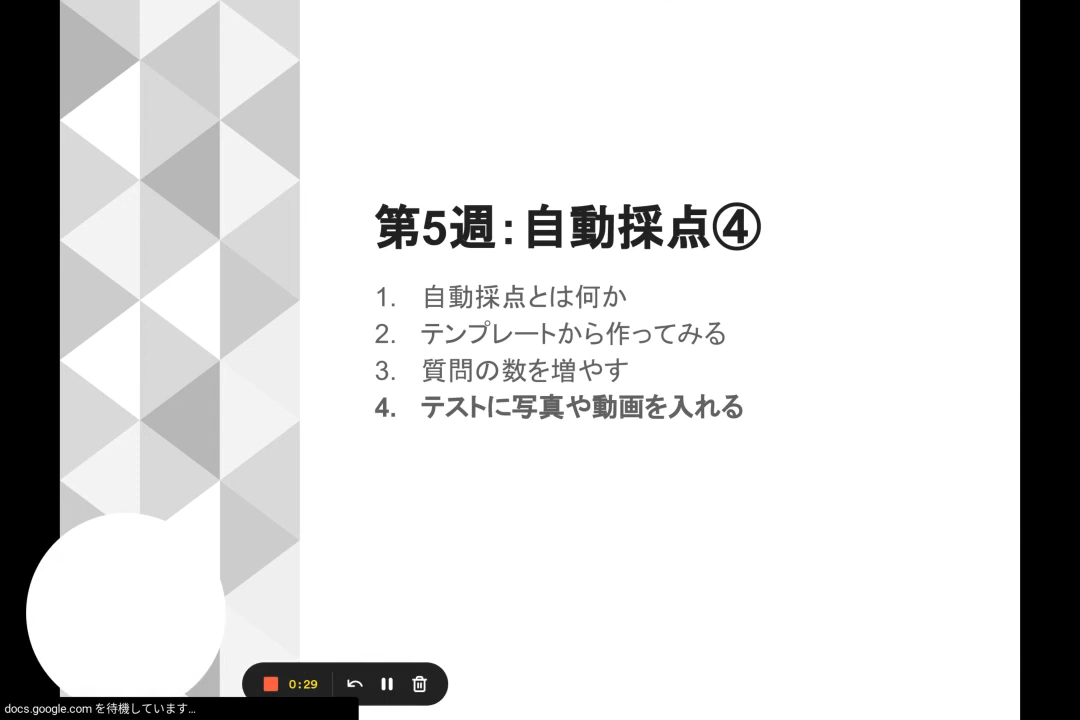 第5週：自動採点④
1. 自動採点とは何か
2. テンプレートから作ってみる
3. 質問の数を増やす
4. テストに写真や動画を入れる
0:29
docs.google.com を待機しています...